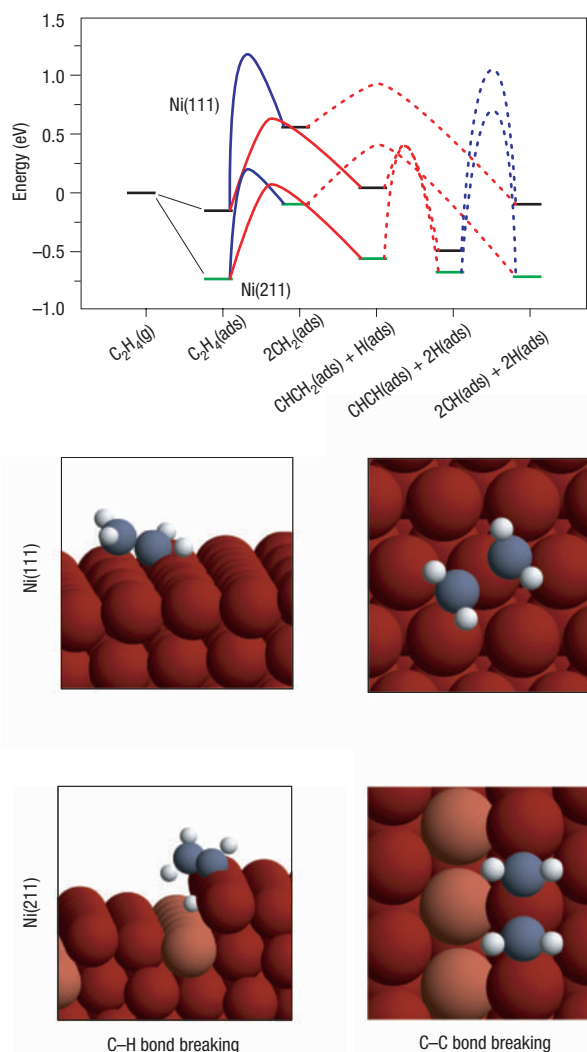 1.5
1.0
0.5
0
–0.5
–1.0
Energy (eV)
Ni(111)
Ni(211)
C₂H₄(g)
C₂H₄(ads)
2CH₂(ads)
CHCH₂(ads) + H(ads)
CHCH(ads) + 2H(ads)
2CH(ads) + 2H(ads)
Ni(111)
Ni(211)
C–H bond breaking
C–C bond breaking